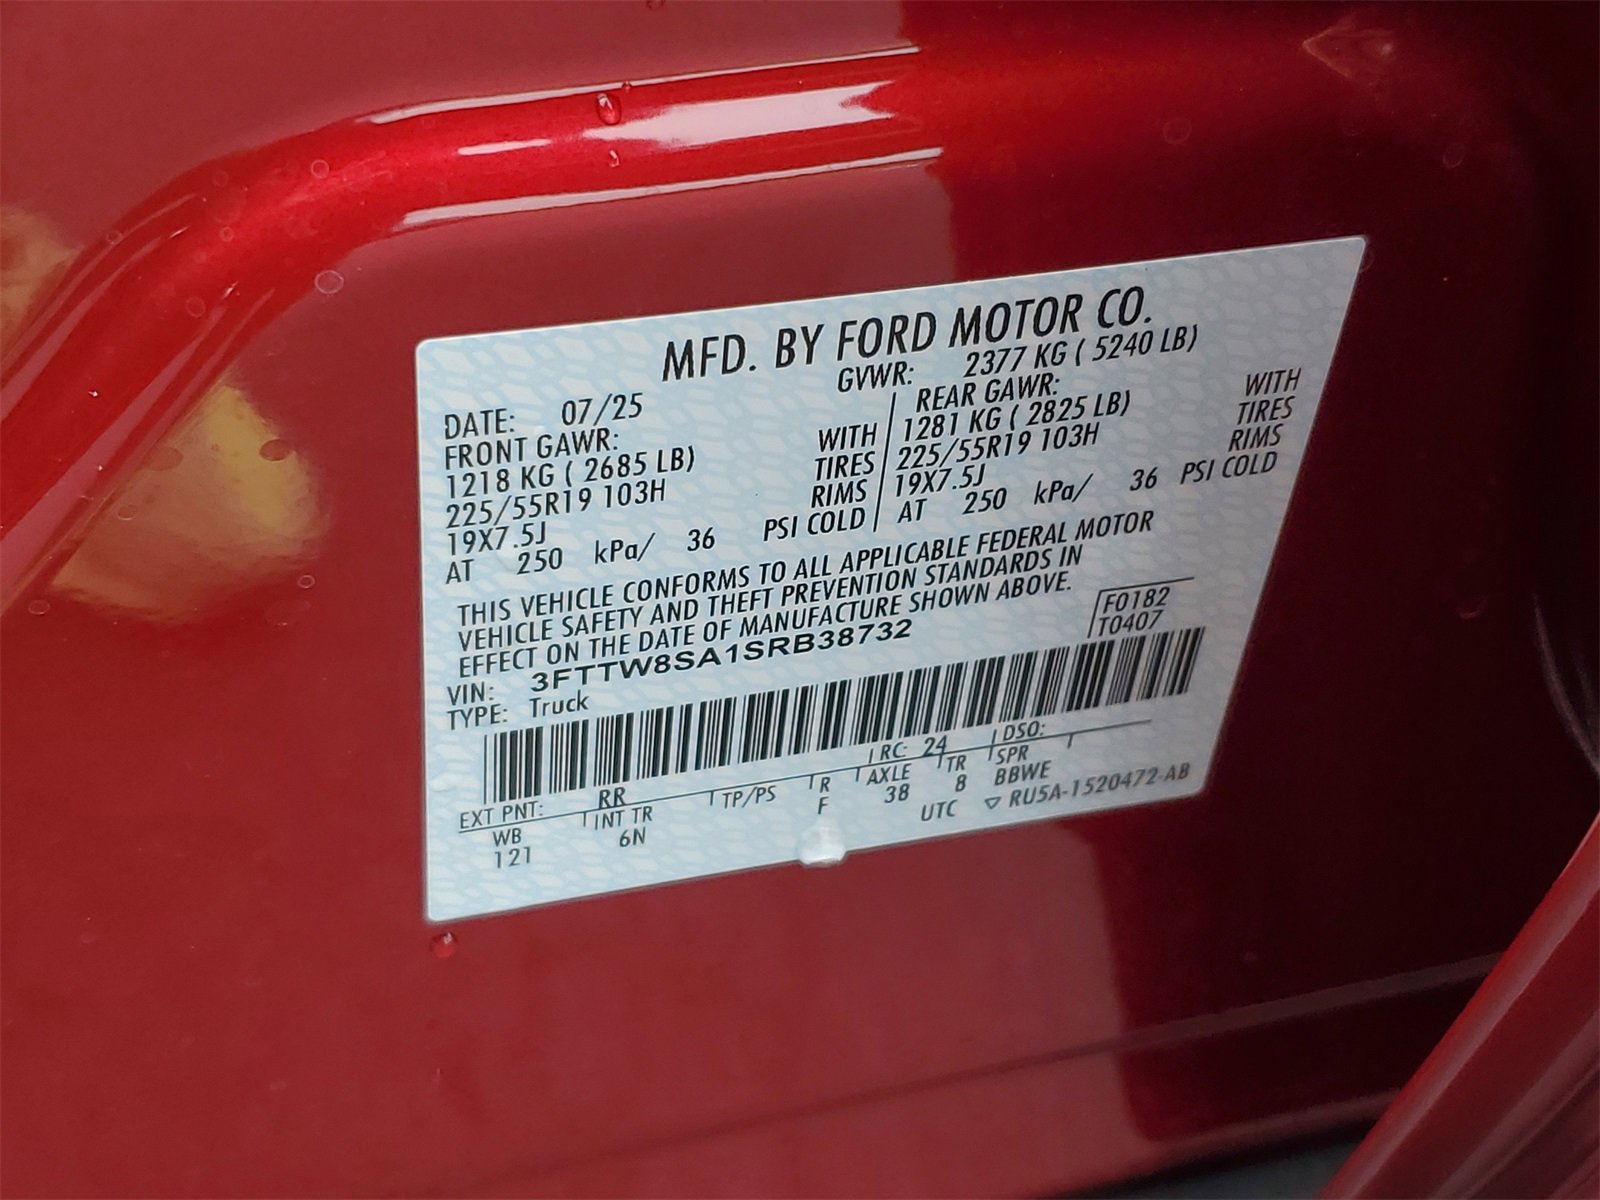 MFD. BY FORD MOTOR CO.
GVWR: 2377 KG ( 5240 LB)
DATE: 07/25
FRONT GAWR:
1218 KG ( 2685 LB) WITH
225/55R19 103H TIRES
19X7.5J RIMS
AT 250 kPa/ 36 PSI COLD
REAR GAWR:
1281 KG ( 2825 LB) WITH
225/55R19 103H TIRES
19X7.5J RIMS
AT 250 kPa/ 36 PSI COLD
THIS VEHICLE CONFORMS TO ALL APPLICABLE FEDERAL MOTOR
VEHICLE SAFETY AND THEFT PREVENTION STANDARDS IN
EFFECT ON THE DATE OF MANUFACTURE SHOWN ABOVE.
VIN: 3FTTW8SA1SRB38732
TYPE: Truck
F0182
T0407
EXT PNT: RR RC: 24 DSO:
WB INT TR TP/PS R AXLE TR SPR
121 6N F 38 8 BBWE
UTC ▽ RU5A-1520472-AB